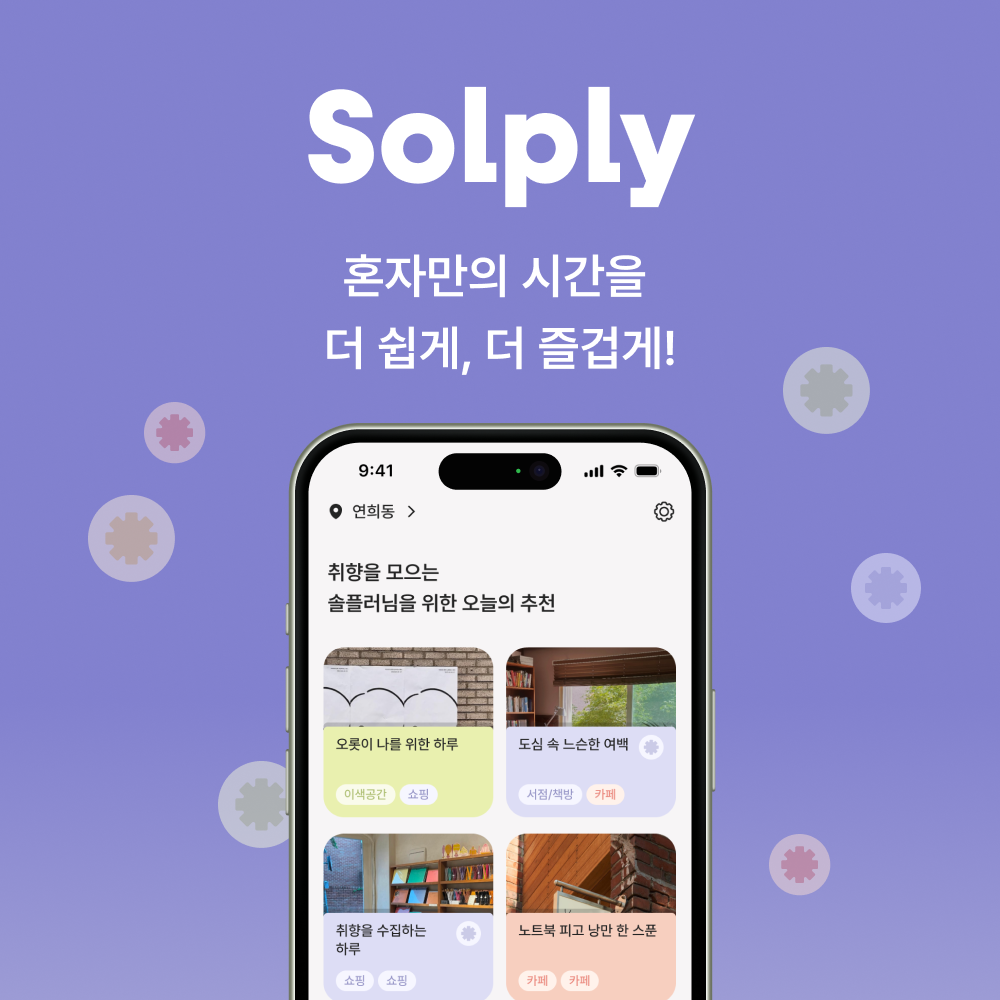 Solply
혼자만의 시간을
더 쉽게, 더 즐겁게!
9:41
연희동
취향을 모으는
솔플러님을 위한 오늘의 추천
오롯이 나를 위한 하루
이색공간 쇼핑
도심 속 느슨한 여백
서점/책방 카페
취향을 수집하는
하루
쇼핑 쇼핑
노트북 피고 낭만 한 스푼
카페 카페